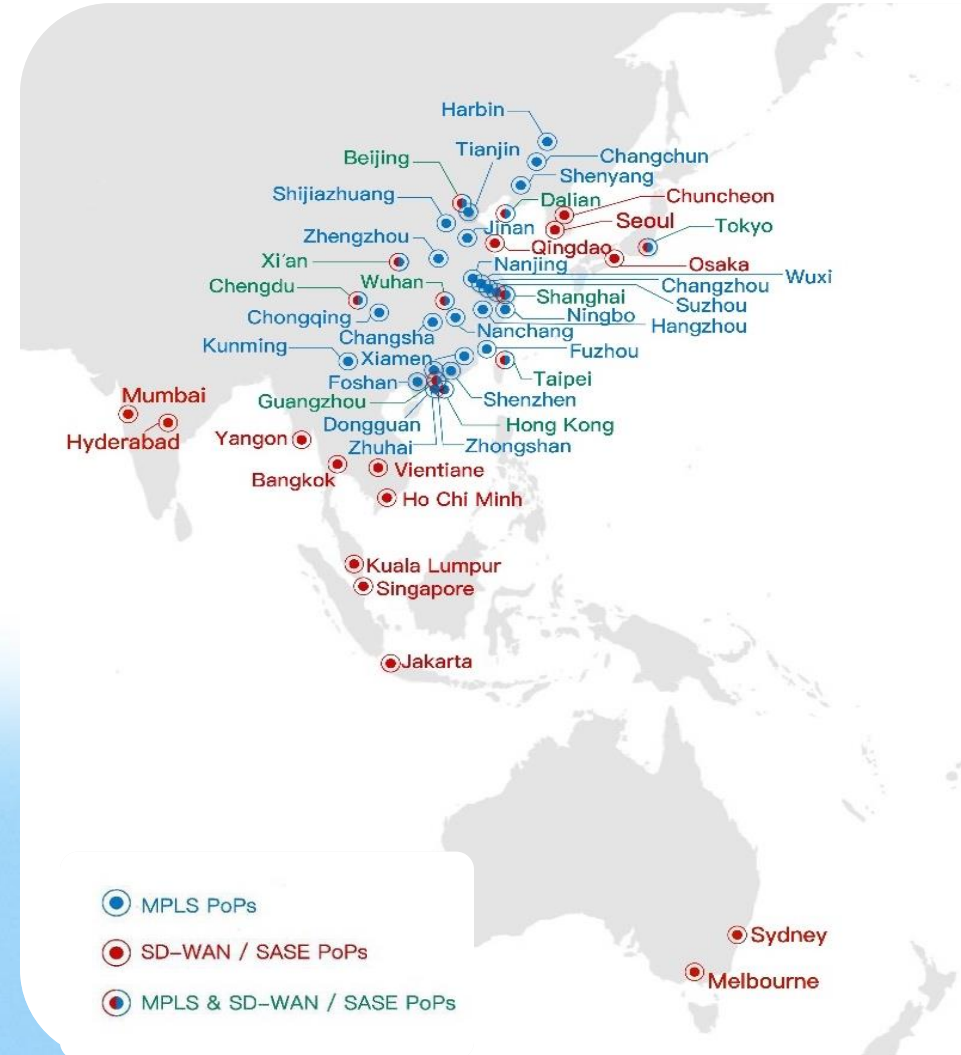 Harbin
Tianjin
Beijing
Changchun
Shenyang
Shijiazhuang
Dalian
Chuncheon
Jinan
Seoul
Tokyo
Zhengzhou
Qingdao
Xi'an
Nanjing
Osaka
Wuxi
Chengdu
Wuhan
Changzhou
Shanghai
Suzhou
Chongqing
Ningbo
Changsha
Nanchang
Hangzhou
Kunming
Xiamen
Fuzhou
Foshan
Taipei
Mumbai
Guangzhou
Shenzhen
Dongguan
Hong Kong
Hyderabad
Yangon
Zhuhai
Zhongshan
Bangkok
Vientiane
Ho Chi Minh
Kuala Lumpur
Singapore
Jakarta
MPLS PoPs
SD-WAN / SASE PoPs
MPLS & SD-WAN / SASE PoPs
Sydney
Melbourne